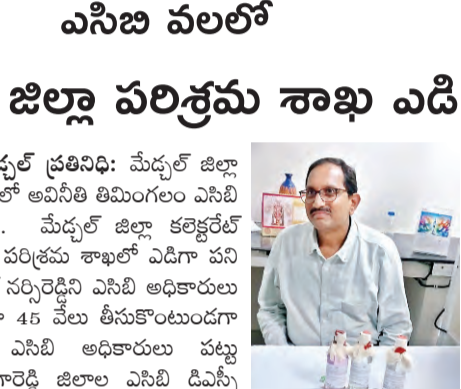 ఎసిబి వలలో
జిల్లా పరిశ్రమ శాఖ ఎడి
ప్రతినిధి: మేడ్చల్ జిల్లా
అవినీతి తిమింగలం ఎసిబి
మేడ్చల్ జిల్లా కలెక్టరేట్
పరిశ్రమ శాఖలో ఎడిగా పని
నర్సిరెడ్డిని ఎసిబి అధికారులు
45 వేలు తీసుకొంటుండగా
ఎసిబి అధికారులు పట్టు
జిల్లాల ఎసిబి డిఎస్పీ